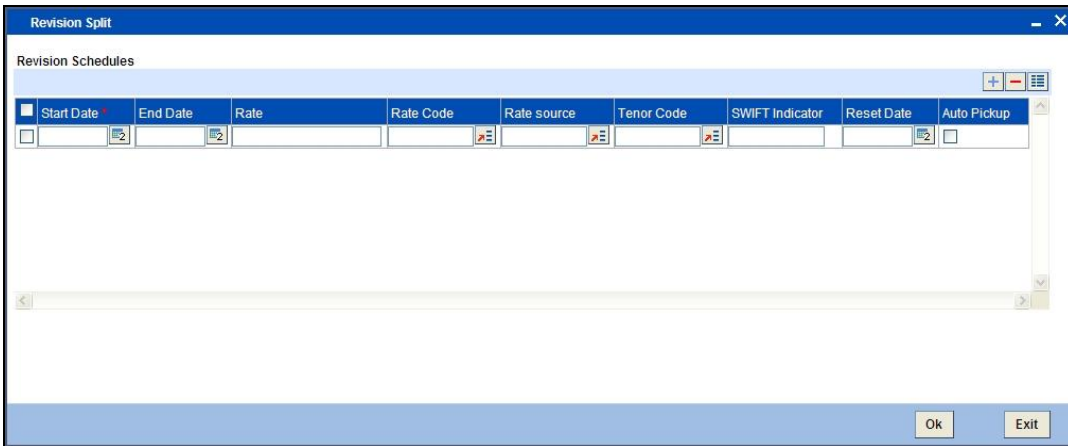 Revision Split
Revision Schedules
Start Date * End Date Rate Rate Code Rate source Tenor Code SWIFT Indicator Reset Date Auto Pickup
Ok Exit